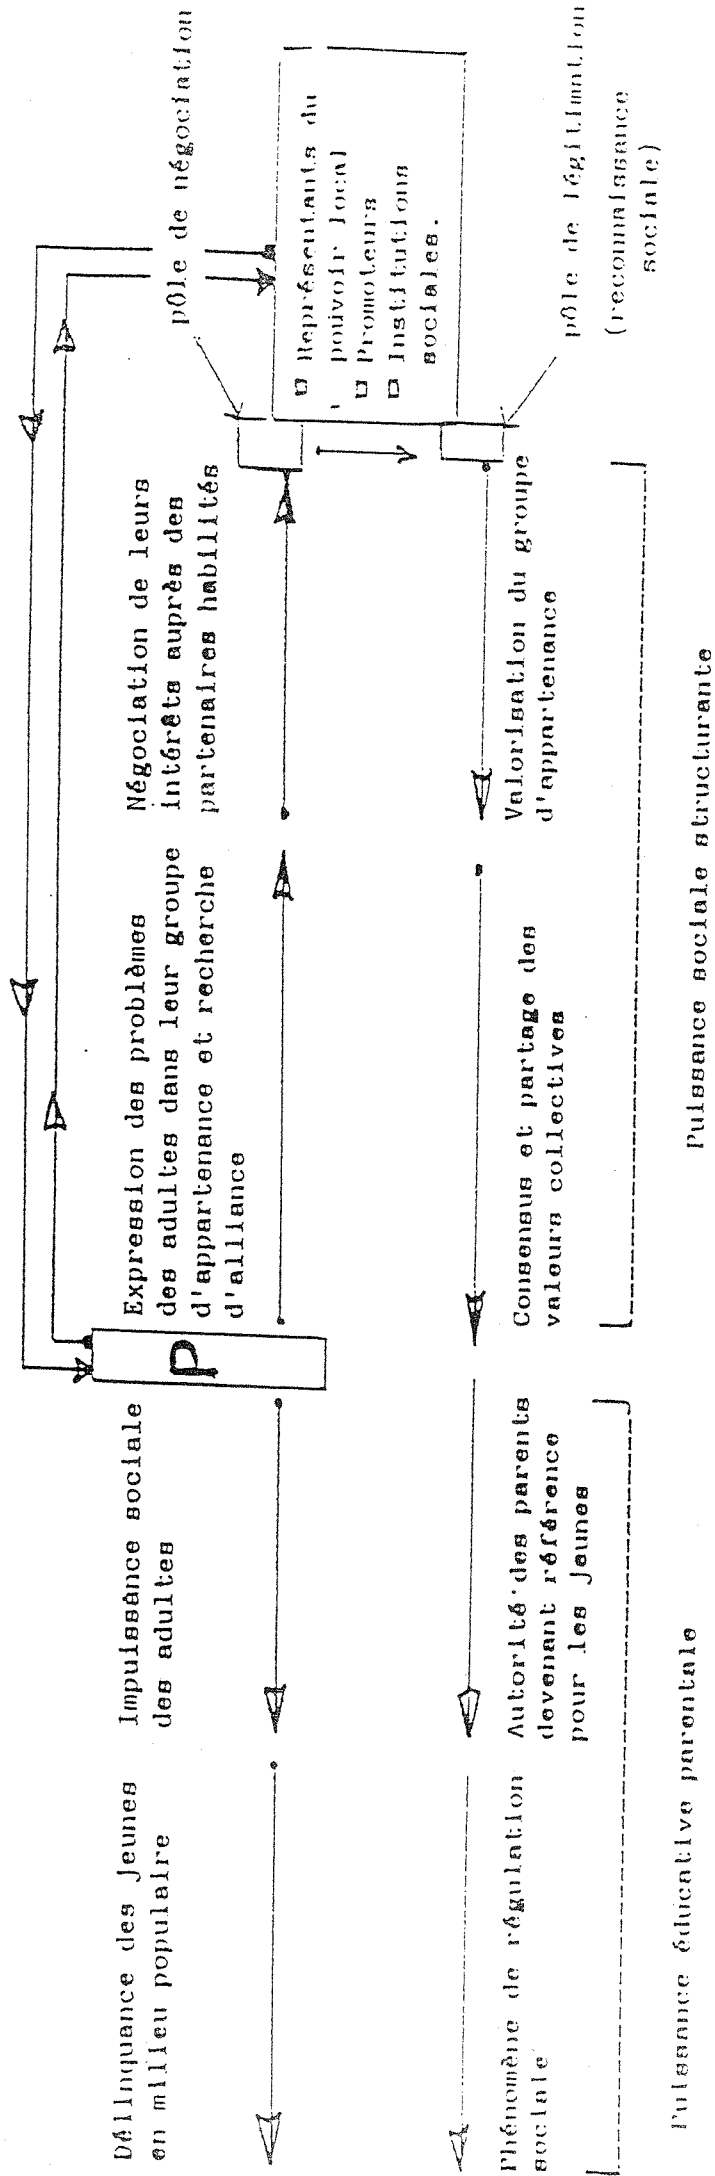 Délinquance des jeunes
en milieu populaire
Impuissance sociale
des adultes
P
Expression des problèmes
des adultes dans leur groupe
d'appartenance et recherche
d'alliance
Négociation de leurs
intérêts auprès des
partenaires habilités
pôle de négociation
Représentants du
pouvoir local
Promoteurs
Institutions
sociales.
pôle de légitimation
(reconnaissance
sociale)
Phénomène de régulation
sociale
Autorité des parents
devenant référence
pour les jeunes
Consensus et partage des
valeurs collectives
Valorisation du groupe
d'appartenance
Puissance éducative parentale
Puissance sociale structurante